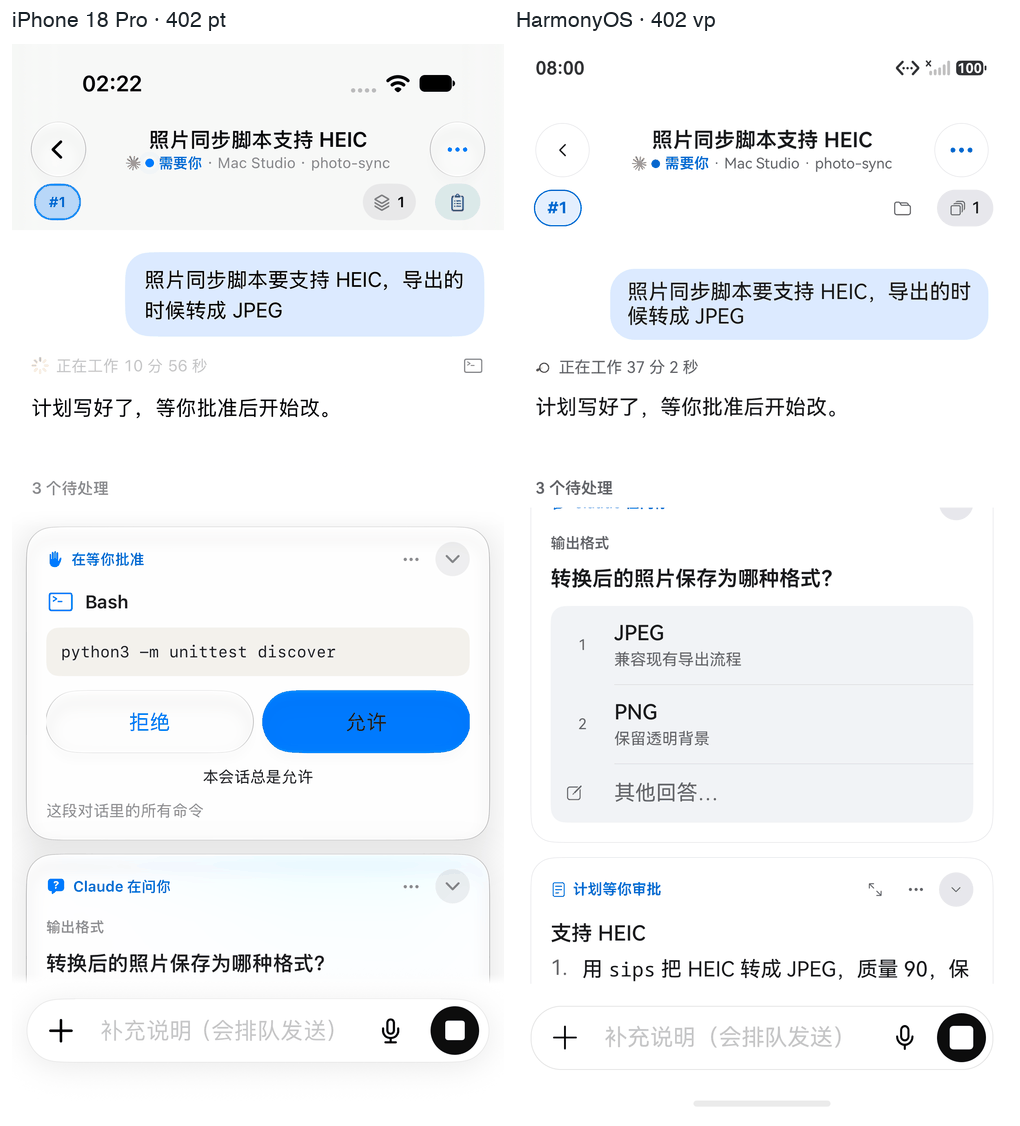 iPhone 18 Pro · 402 pt
02:22
照片同步脚本支持 HEIC
需要你 · Mac Studio · photo-sync
#1
1
照片同步脚本要支持 HEIC，导出的
时候转成 JPEG
正在工作 10 分 56 秒
计划写好了，等你批准后开始改。
3 个待处理
在等你批准
Bash
python3 -m unittest discover
拒绝
允许
本会话总是允许
这段对话里的所有命令
Claude 在问你
输出格式
转换后的照片保存为哪种格式？
补充说明（会排队发送）
HarmonyOS · 402 vp
08:00
100
照片同步脚本支持 HEIC
需要你 · Mac Studio · photo-sync
#1
1
照片同步脚本要支持 HEIC，导出的时
候转成 JPEG
正在工作 37 分 2 秒
计划写好了，等你批准后开始改。
3 个待处理
输出格式
转换后的照片保存为哪种格式？
1
JPEG
兼容现有导出流程
2
PNG
保留透明背景
其他回答…
计划等你审批
支持 HEIC
1. 用 sips 把 HEIC 转成 JPEG，质量 90，保
补充说明（会排队发送）